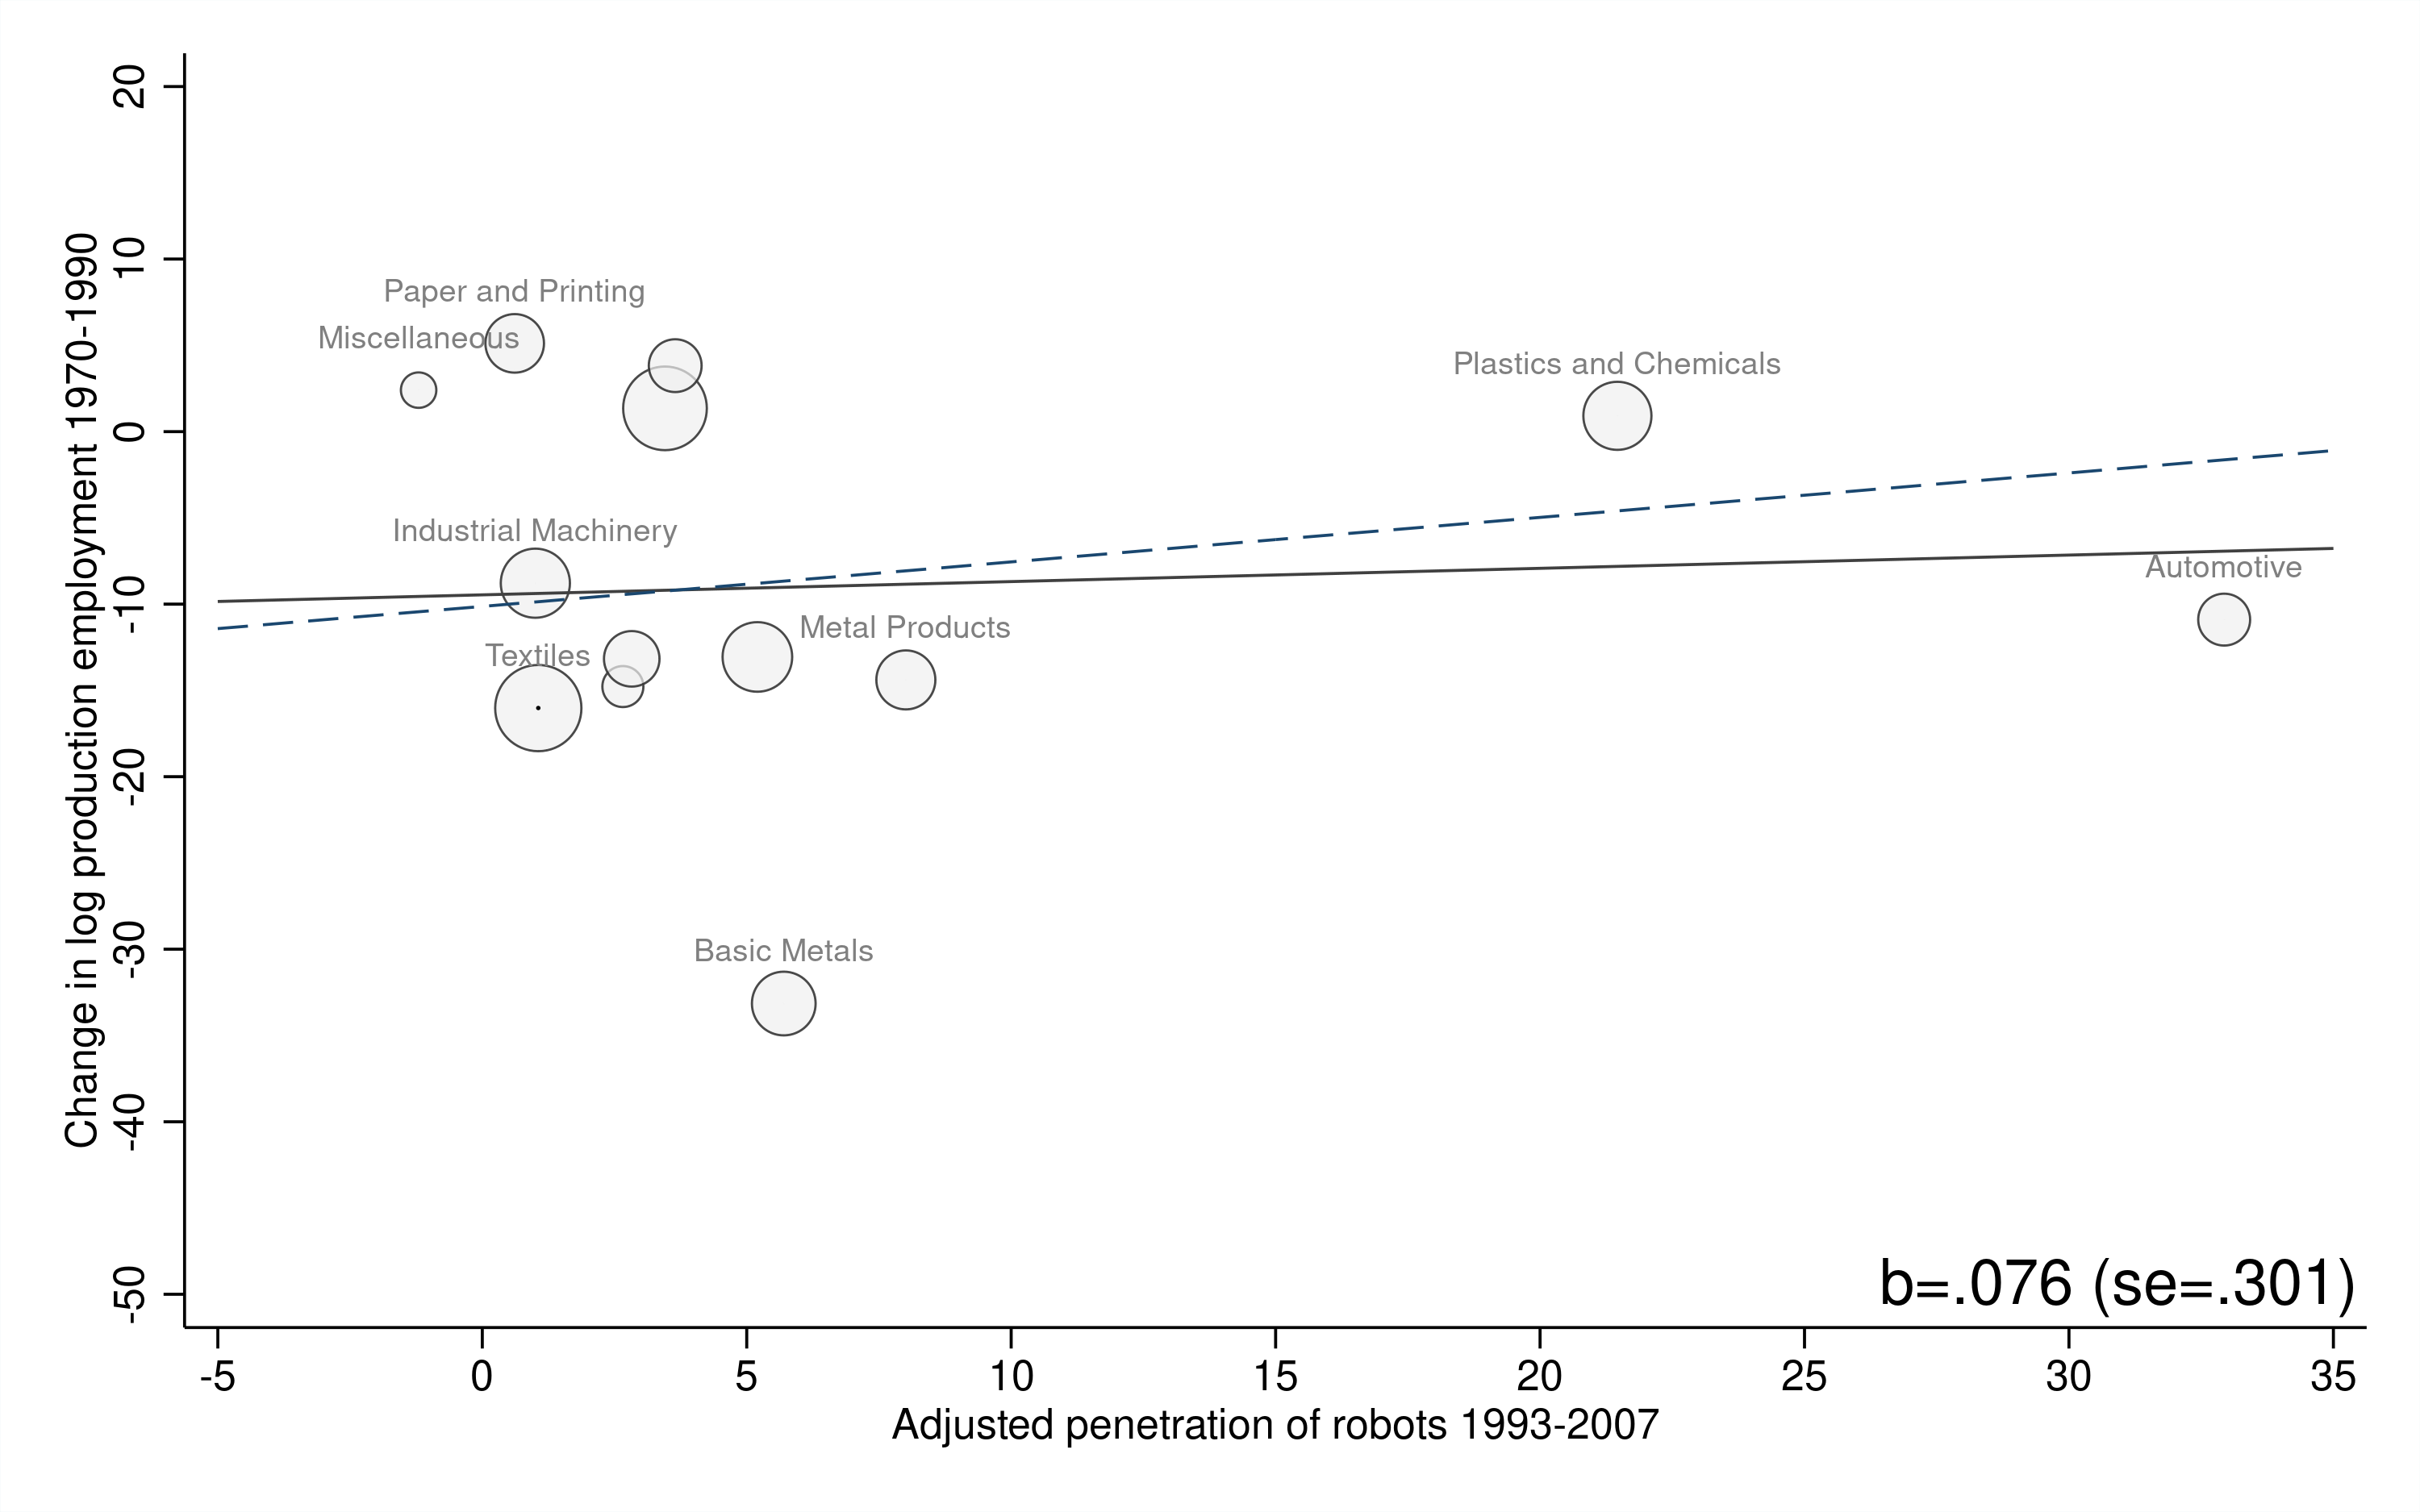 Change in log production employment 1970-1990
20
10
0
-10
-20
-30
-40
-50
Paper and Printing
Miscellaneous
Plastics and Chemicals
Industrial Machinery
Automotive
Metal Products
Textiles
Basic Metals
b=.076 (se=.301)
-5 0 5 10 15 20 25 30 35
Adjusted penetration of robots 1993-2007